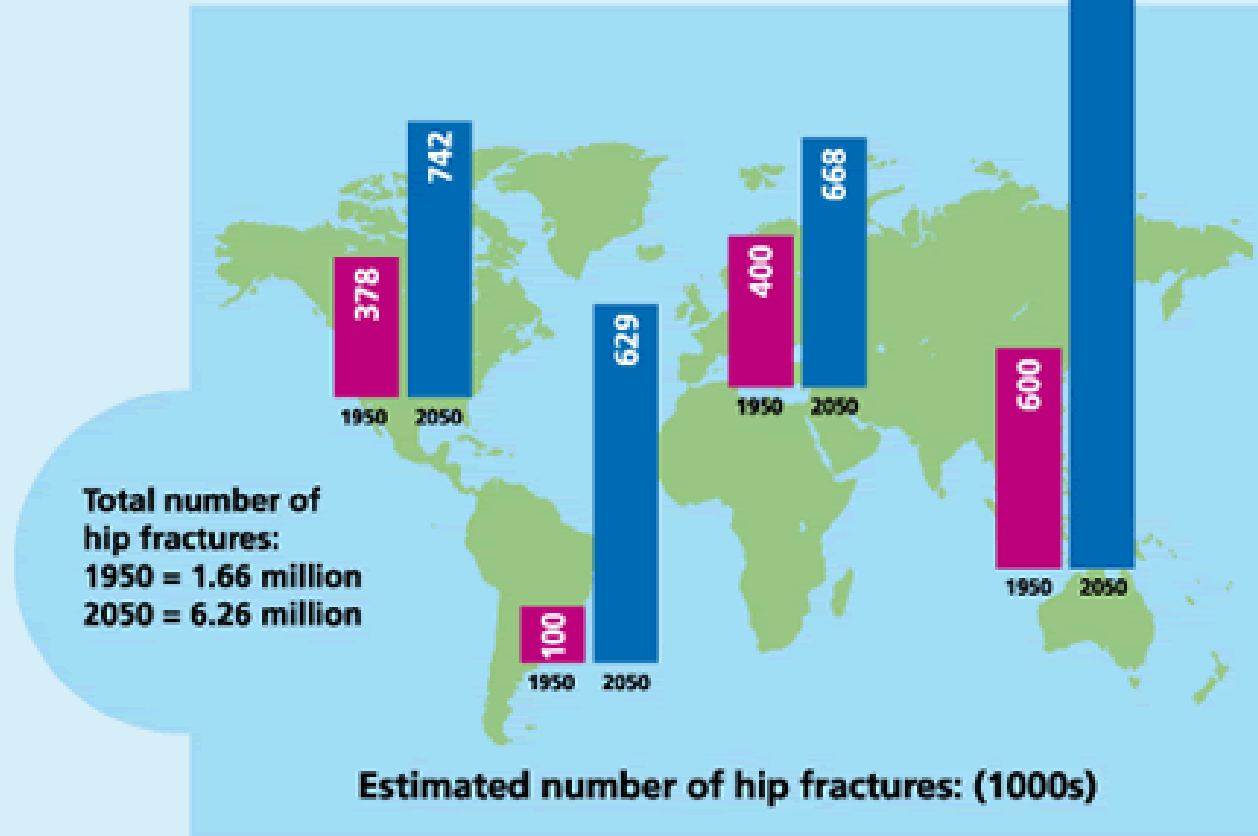 742
668
378
400
629
600
1950 2050
1950 2050
Total number of
hip fractures:
1950 = 1.66 million
2050 = 6.26 million
1950 2050
100
1950 2050
Estimated number of hip fractures: (1000s)